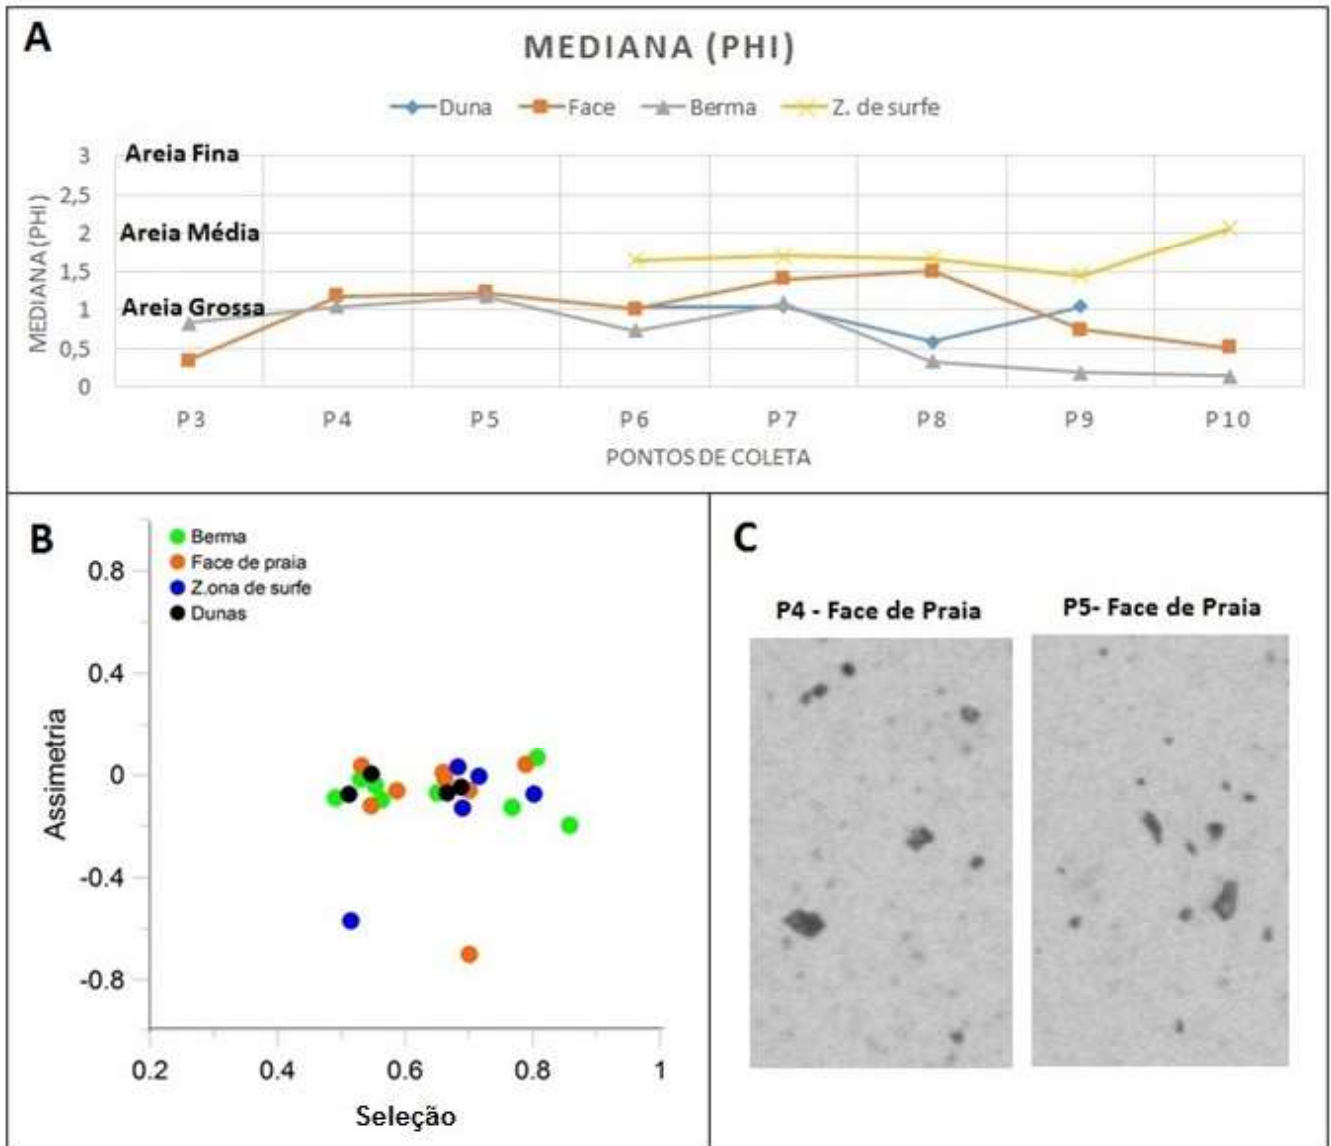 A
MEDIANA (PHI)
Duna Face Berma Z. de surfe
3
2,5
2
1,5
1
0,5
0
Areia Fina
Areia Média
Areia Grossa
MEDIANA (PHI)
P3 P4 P5 P6 P7 P8 P9 P10
PONTOS DE COLETA
B
Berma
Face de praia
Z.ona de surfe
Dunas
0.8
0.4
0
-0.4
-0.8
Assimetria
0.2 0.4 0.6 0.8 1
Seleção
C
P4 - Face de Praia
P5- Face de Praia